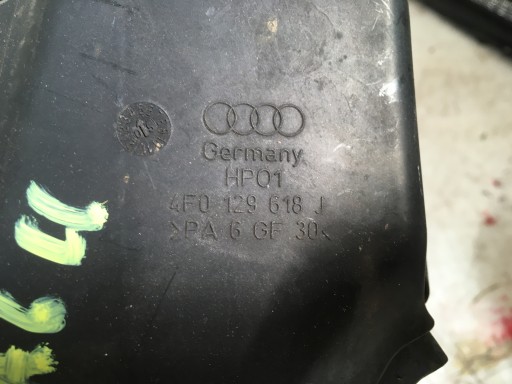 Germany
HP01
4F0 129 618 J
>PA 6 GF 30<